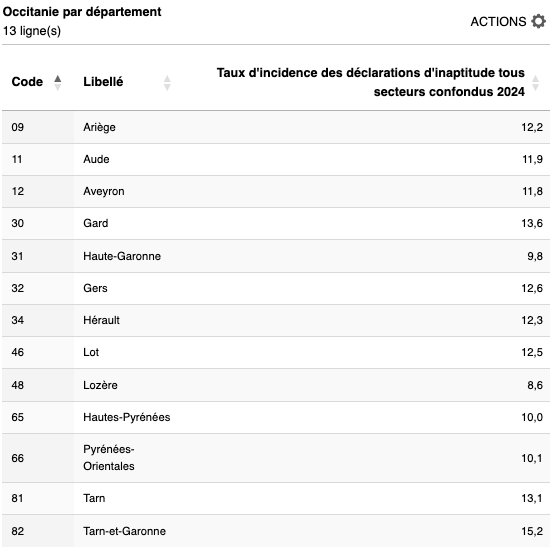 Occitanie par département
13 ligne(s)
ACTIONS
Code Libellé Taux d'incidence des déclarations d'inaptitude tous
secteurs confondus 2024
09 Ariège 12,2
11 Aude 11,9
12 Aveyron 11,8
30 Gard 13,6
31 Haute-Garonne 9,8
32 Gers 12,6
34 Hérault 12,3
46 Lot 12,5
48 Lozère 8,6
65 Hautes-Pyrénées 10,0
66 Pyrénées-
Orientales 10,1
81 Tarn 13,1
82 Tarn-et-Garonne 15,2